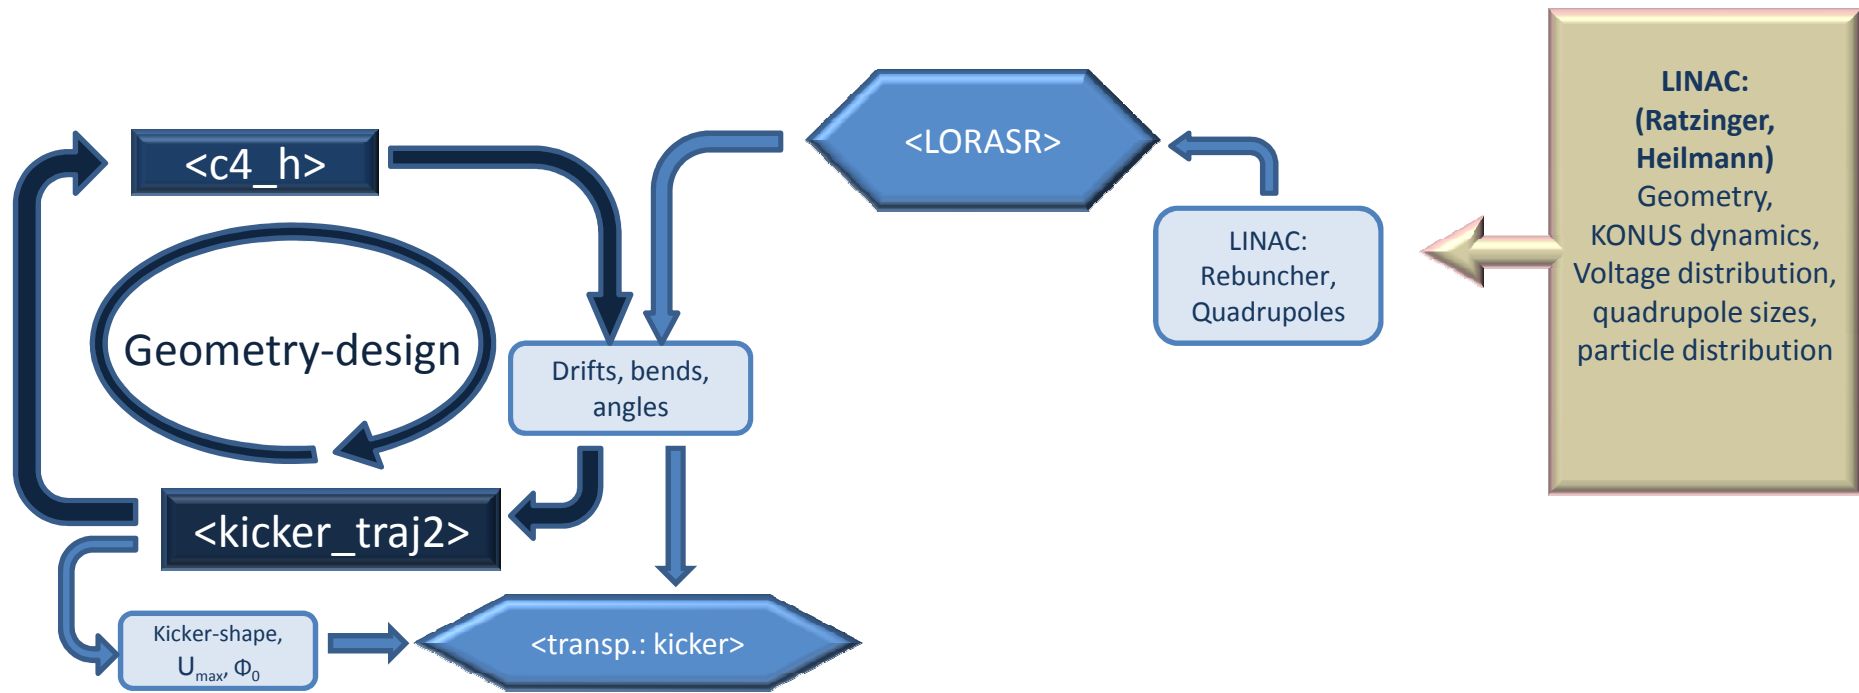 <c4_h>
Geometry-design
<kicker_traj2>
Kicker-shape,
Umax, Φ0
<transp.: kicker>
Drifts, bends,
angles
<LORASR>
LINAC:
Rebuncher,
Quadrupoles
LINAC:
(Ratzinger,
Heilmann)
Geometry,
KONUS dynamics,
Voltage distribution,
quadrupole sizes,
particle distribution